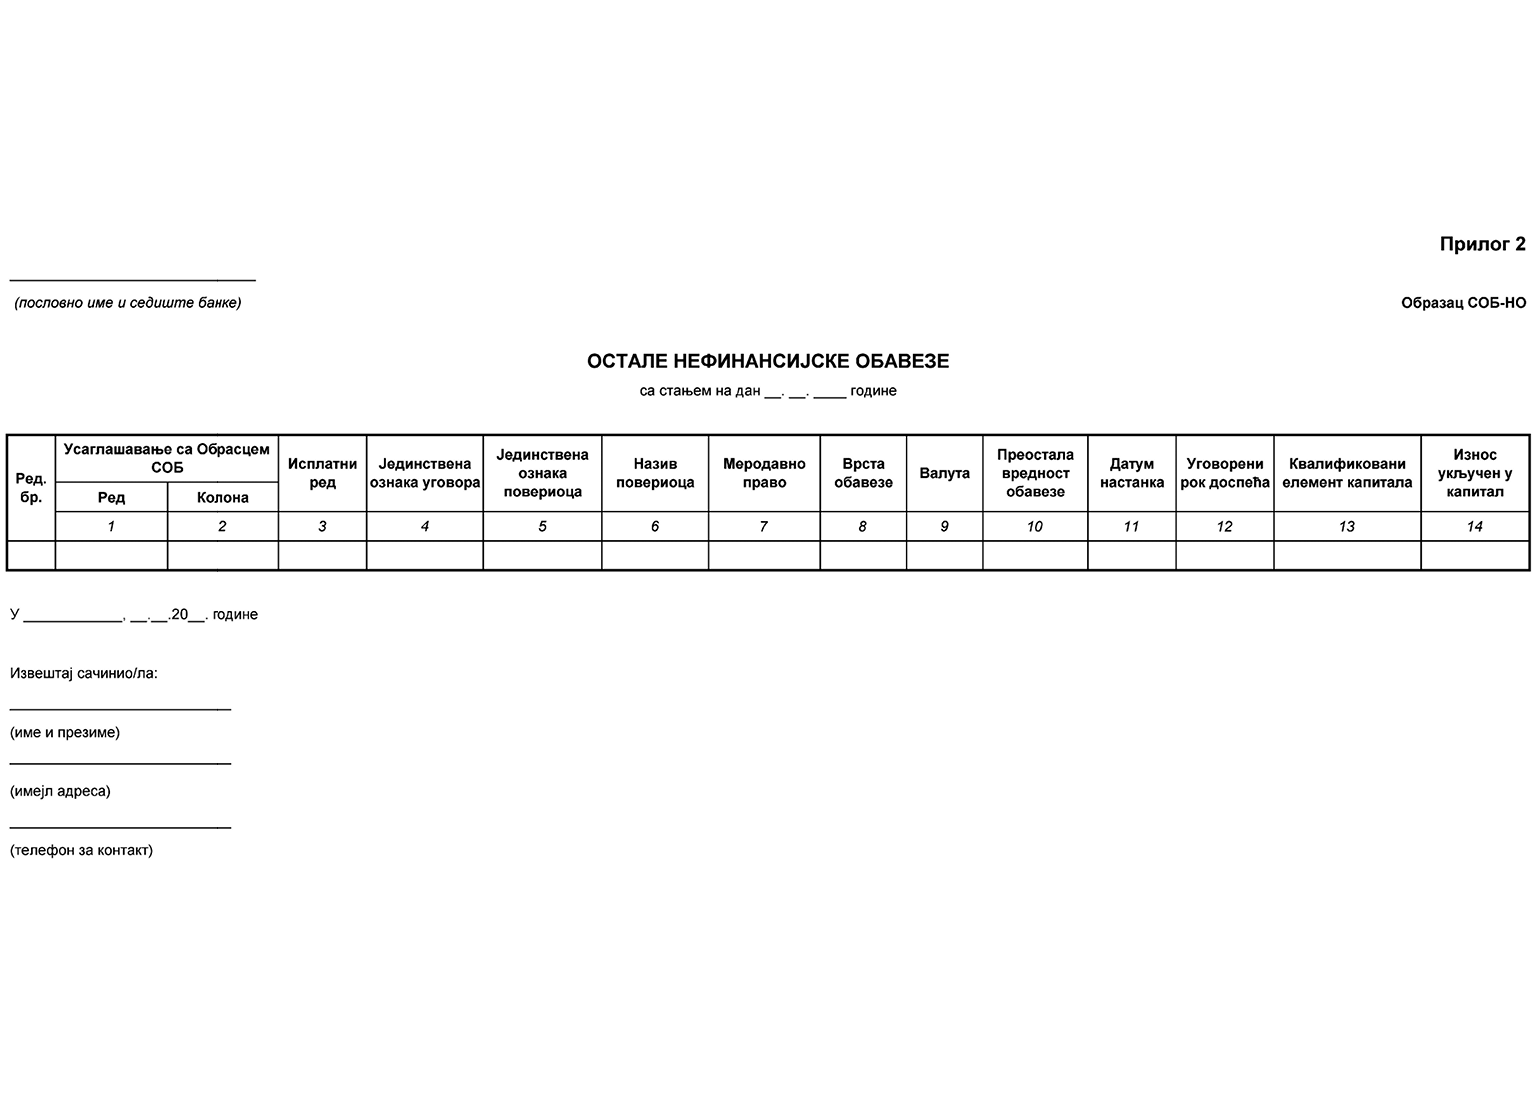 Прилог 2
(пословно име и седиште банке)
Образац СОБ-НО
ОСТАЛЕ НЕФИНАНСИЈСКЕ ОБАВЕЗЕ
са стањем на дан __. __. ____ године
Ред. бр.
Усаглашавање са Обрасцем
СОБ
Ред
Колона
Исплатни
ред
Јединствена
ознака уговора
Јединствена
ознака
повериоца
Назив
повериоца
Меродавно
право
Врста
обавезе
Валута
Преостала
вредност
обавезе
Датум
настанка
Уговорени
рок доспећа
Квалификовани
елемент капитала
Износ
укључен у
капитал
1 2 3 4 5 6 7 8 9 10 11 12 13 14
У ____________, __.__.20__. године
Извештај сачинио/ла:
(име и презиме)
(имејл адреса)
(телефон за контакт)